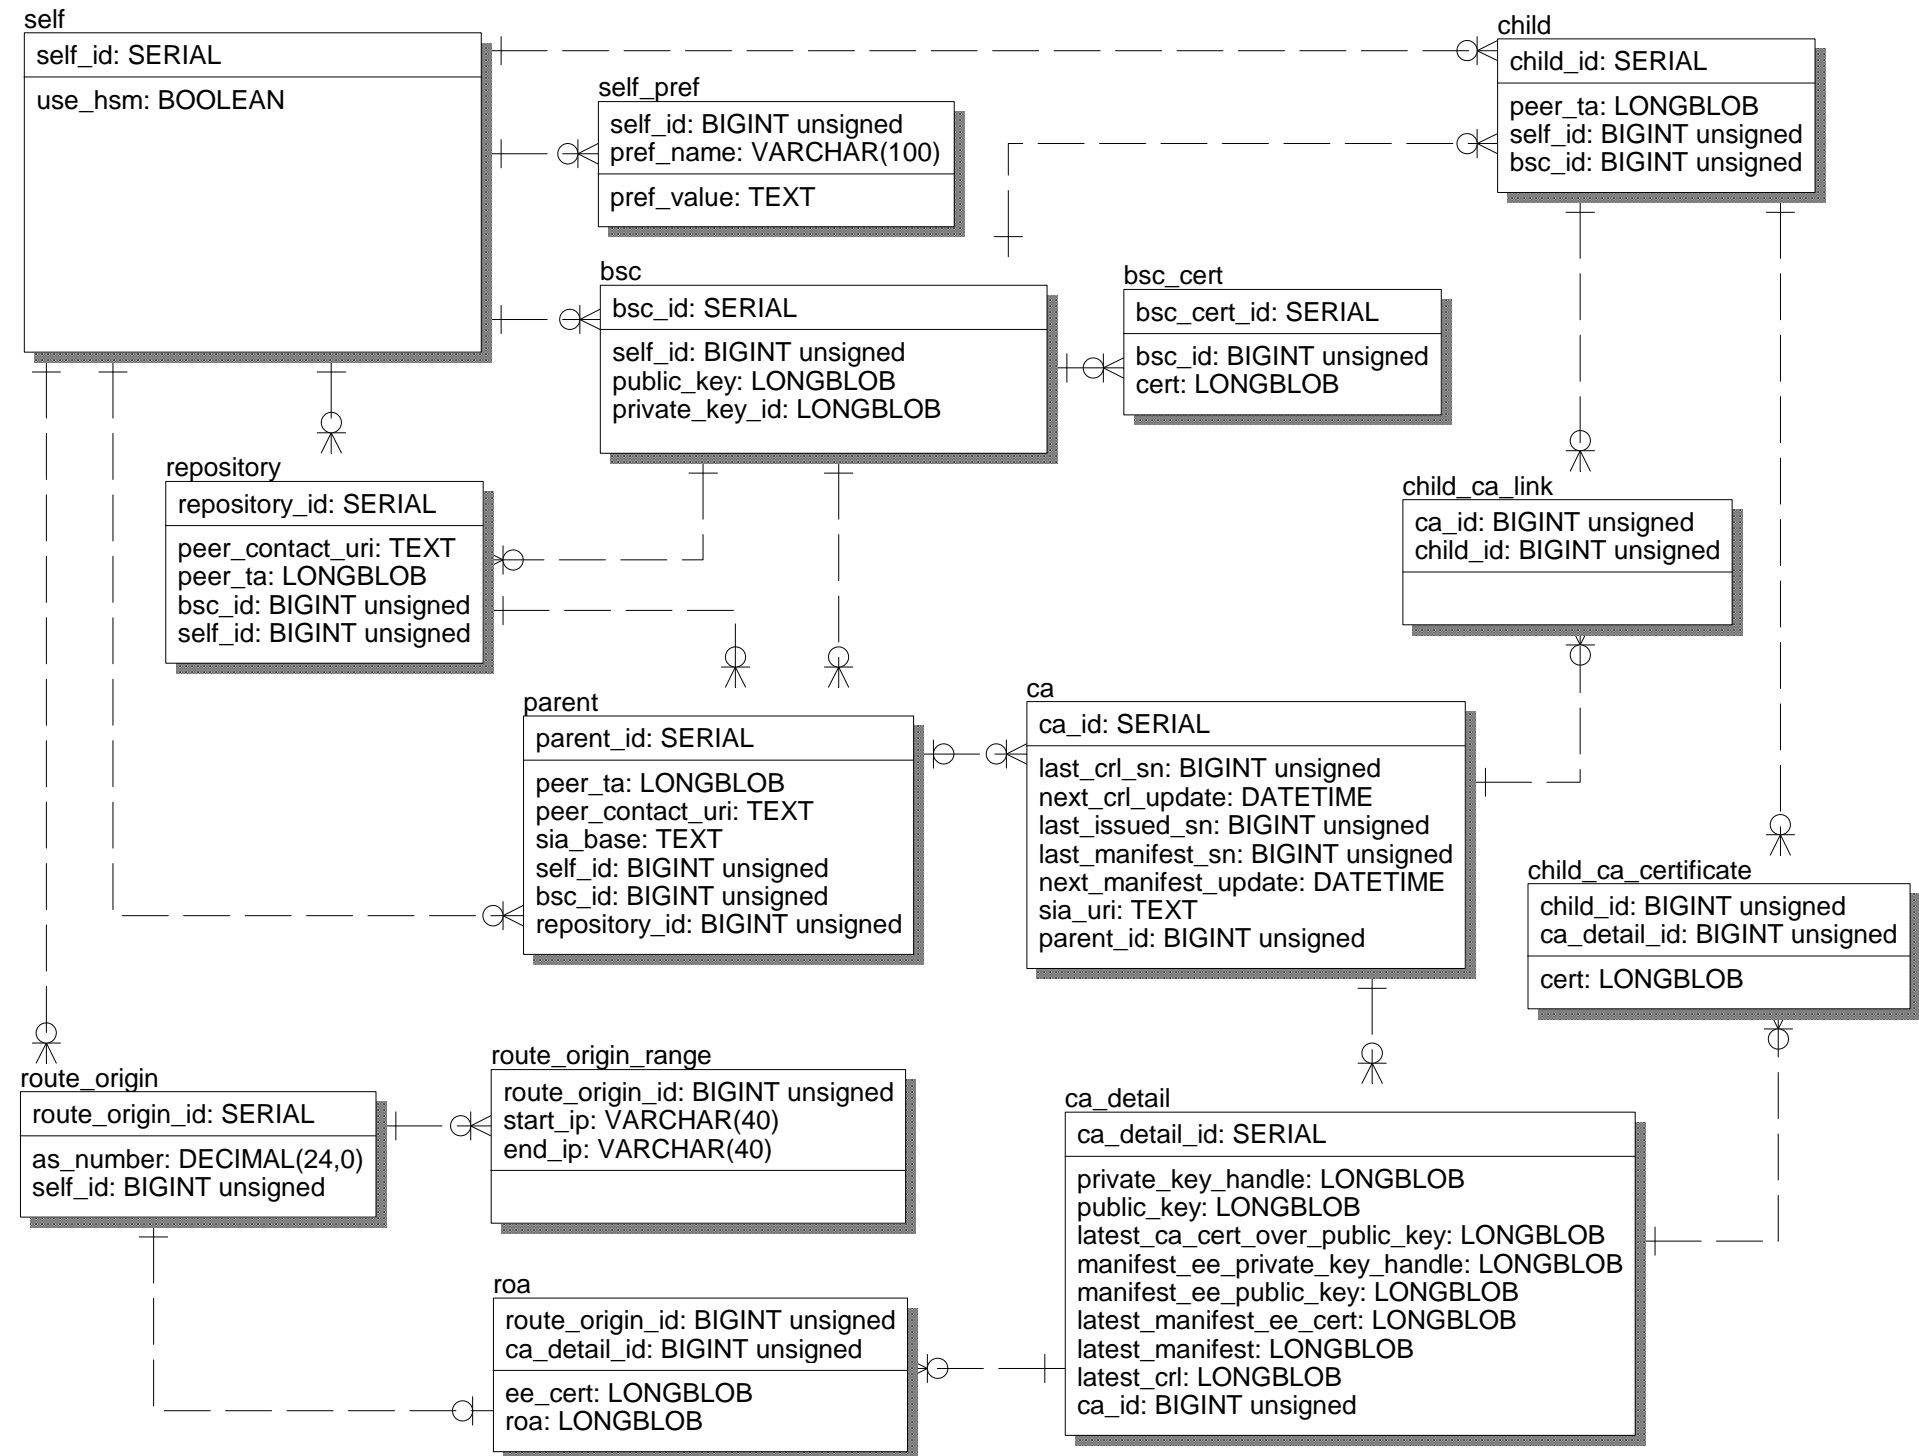 self
self_id: SERIAL
use_hsm: BOOLEAN
self_pref
self_id: BIGINT unsigned
pref_name: VARCHAR(100)
pref_value: TEXT
child
child_id: SERIAL
peer_ta: LONGBLOB
self_id: BIGINT unsigned
bsc_id: BIGINT unsigned
bsc
bsc_id: SERIAL
self_id: BIGINT unsigned
public_key: LONGBLOB
private_key_id: LONGBLOB
bsc_cert
bsc_cert_id: SERIAL
bsc_id: BIGINT unsigned
cert: LONGBLOB
repository
repository_id: SERIAL
peer_contact_uri: TEXT
peer_ta: LONGBLOB
bsc_id: BIGINT unsigned
self_id: BIGINT unsigned
child_ca_link
ca_id: BIGINT unsigned
child_id: BIGINT unsigned
parent
parent_id: SERIAL
peer_ta: LONGBLOB
peer_contact_uri: TEXT
sia_base: TEXT
self_id: BIGINT unsigned
bsc_id: BIGINT unsigned
repository_id: BIGINT unsigned
ca
ca_id: SERIAL
last_crl_sn: BIGINT unsigned
next_crl_update: DATETIME
last_issued_sn: BIGINT unsigned
last_manifest_sn: BIGINT unsigned
next_manifest_update: DATETIME
sia_uri: TEXT
parent_id: BIGINT unsigned
child_ca_certificate
child_id: BIGINT unsigned
ca_detail_id: BIGINT unsigned
cert: LONGBLOB
route_origin
route_origin_id: SERIAL
as_number: DECIMAL(24,0)
self_id: BIGINT unsigned
route_origin_range
route_origin_id: BIGINT unsigned
start_ip: VARCHAR(40)
end_ip: VARCHAR(40)
ca_detail
ca_detail_id: SERIAL
private_key_handle: LONGBLOB
public_key: LONGBLOB
latest_ca_cert_over_public_key: LONGBLOB
manifest_ee_private_key_handle: LONGBLOB
manifest_ee_public_key: LONGBLOB
latest_manifest_ee_cert: LONGBLOB
latest_manifest: LONGBLOB
latest_crl: LONGBLOB
ca_id: BIGINT unsigned
roa
route_origin_id: BIGINT unsigned
ca_detail_id: BIGINT unsigned
ee_cert: LONGBLOB
roa: LONGBLOB